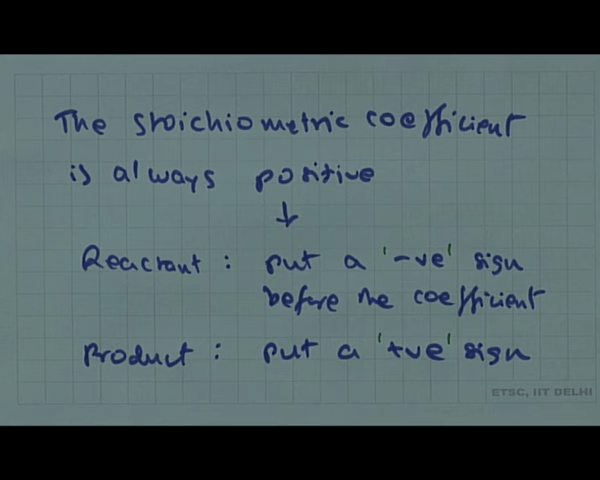 The stoichiometric coefficient
is always positive
↓
Reactant : put a '-ve' sign
before the coefficient
Product : put a '+ve' sign
ETSC, IIT DELHI